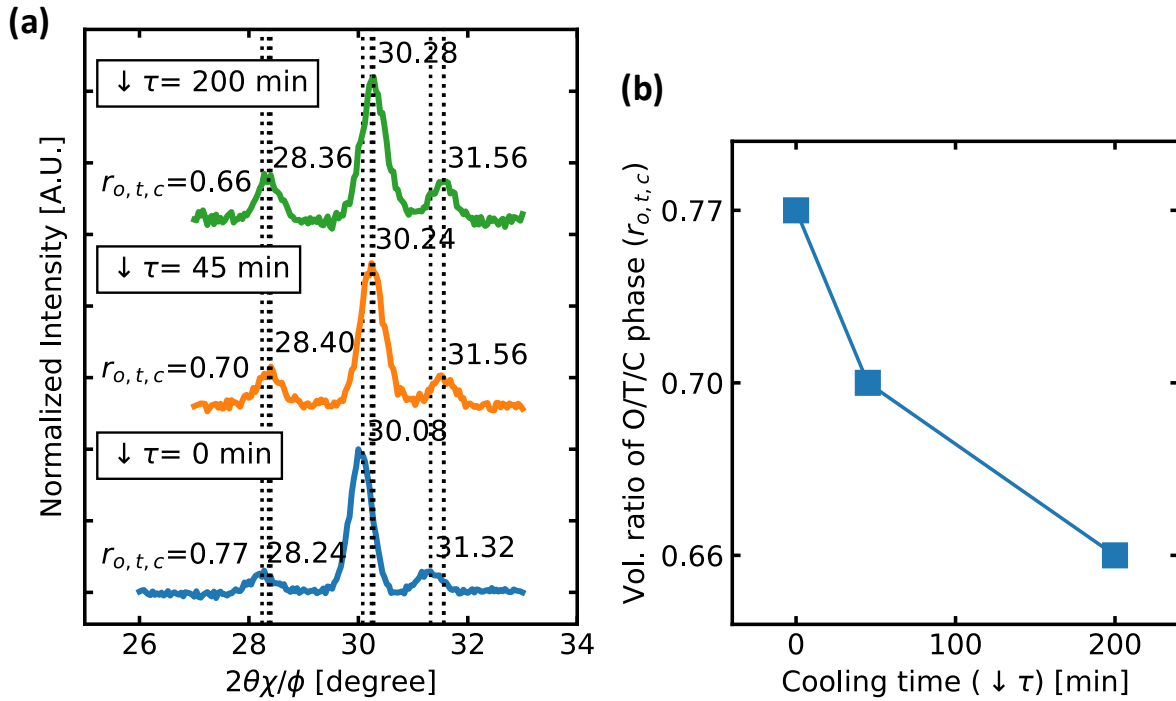 (a)
↓ τ= 200 min
30.28
28.36
31.56
r_{o,t,c}=0.66
30.24
↓ τ= 45 min
28.40
31.56
r_{o,t,c}=0.70
30.08
↓ τ= 0 min
r_{o,t,c}=0.77
28.24
31.32
Normalized Intensity [A.U.]
26 28 30 32 34
2θχ/ϕ [degree]
(b)
Vol. ratio of O/T/C phase (r_{o,t,c})
0.77
0.70
0.66
0 100 200
Cooling time (↓ τ) [min]